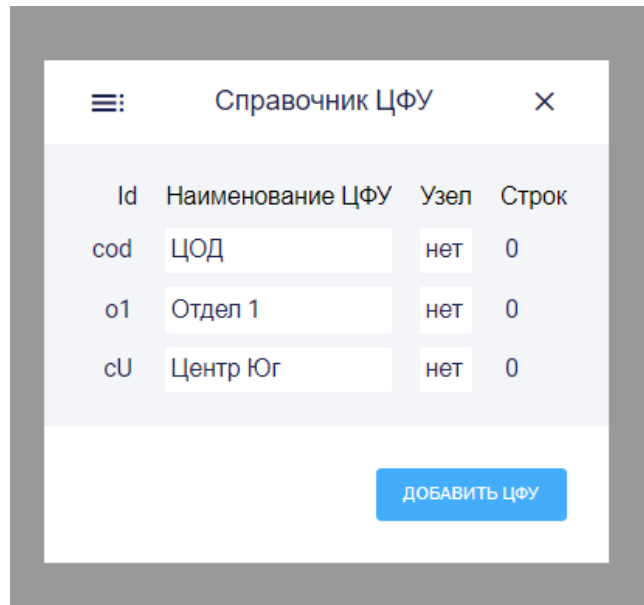 Справочник ЦФУ
Id Наименование ЦФУ Узел Строк
cod ЦОД нет 0
o1 Отдел 1 нет 0
cU Центр Юг нет 0
ДОБАВИТЬ ЦФУ